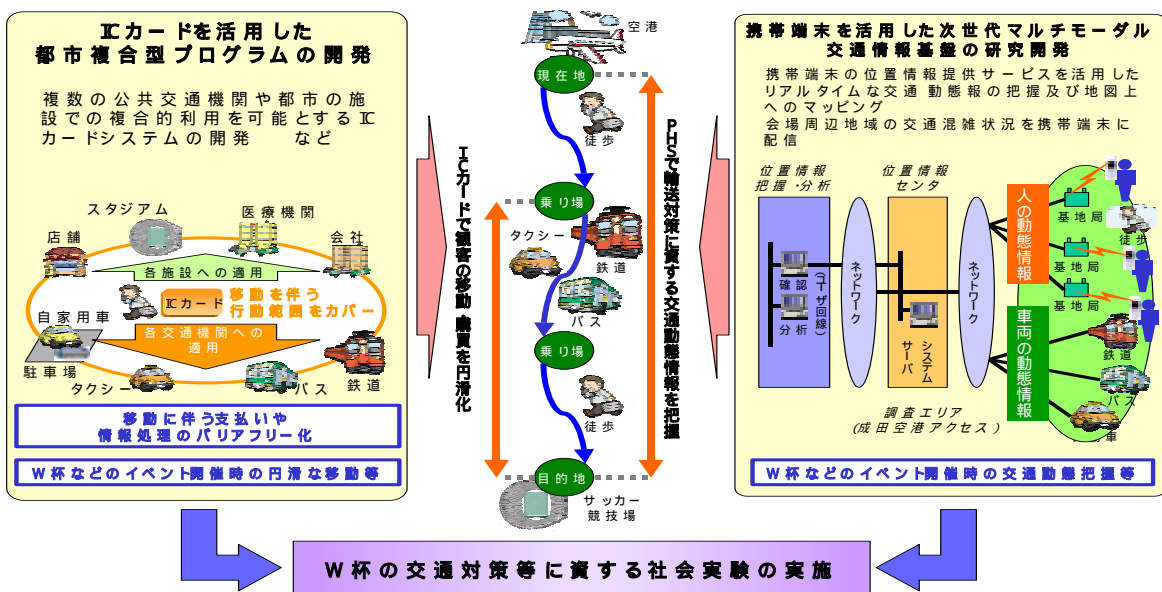 ICカードを活用した
都市複合型プログラムの開発
複数の公共交通機関や都市の施
設での複合的利用を可能とするIC
カードシステムの開発 など
スタジアム
医療機関
店舗
会社
各施設への適用
ICカード
移動を伴う
行動範囲をカバー
自家用車
各交通機関への
適用
駐車場
タクシー
バス
鉄道
移動に伴う支払いや
情報処理のバリアフリー化
W杯などのイベント開催時の円滑な移動等
ICカードで観客の移動・購買を円滑化
空港
現在地
徒歩
乗り場
タクシー
鉄道
バス
乗り場
徒歩
目的地
サッカー
競技場
PHSで輸送対策に資する交通動態情報を把握
携帯端末を活用した次世代マルチモーダル
交通情報基盤の研究開発
携帯端末の位置情報提供サービスを活用した
リアルタイムな交通動態報の把握及び地図上
へのマッピング
会場周辺地域の交通混雑状況を携帯端末に
配信
位置情報
把握・分析
位置情報
センタ
確認
分析
(ユーザ回線)
ネットワーク
システム
サーバ
ネットワーク
人の動態情報
車両の動態情報
基地局
徒歩
基地局
基地局
鉄道
バス
車
調査エリア
(成田空港アクセス)
W杯などのイベント開催時の交通動態把握等
W杯の交通対策等に資する社会実験の実施